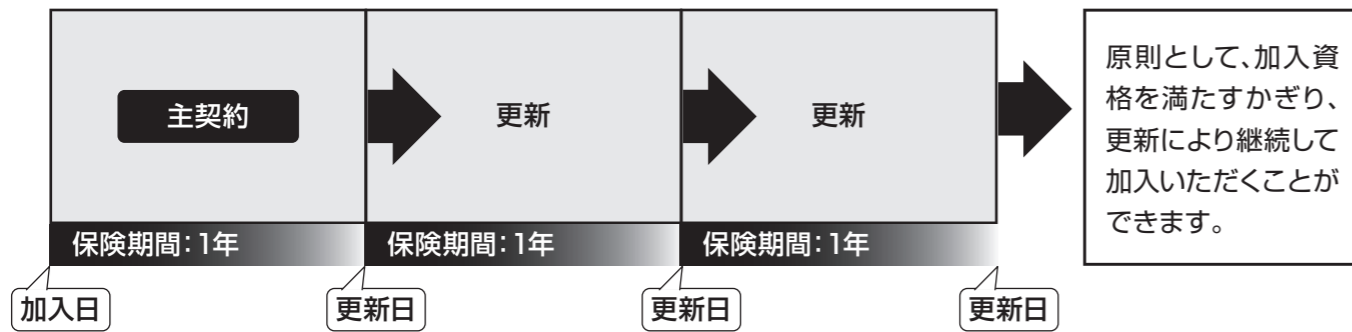 主契約
更新
更新
保険期間：1年
保険期間：1年
保険期間：1年
加入日
更新日
更新日
更新日
原則として、加入資
格を満たすかぎり、
更新により継続して
加入いただくことが
できます。